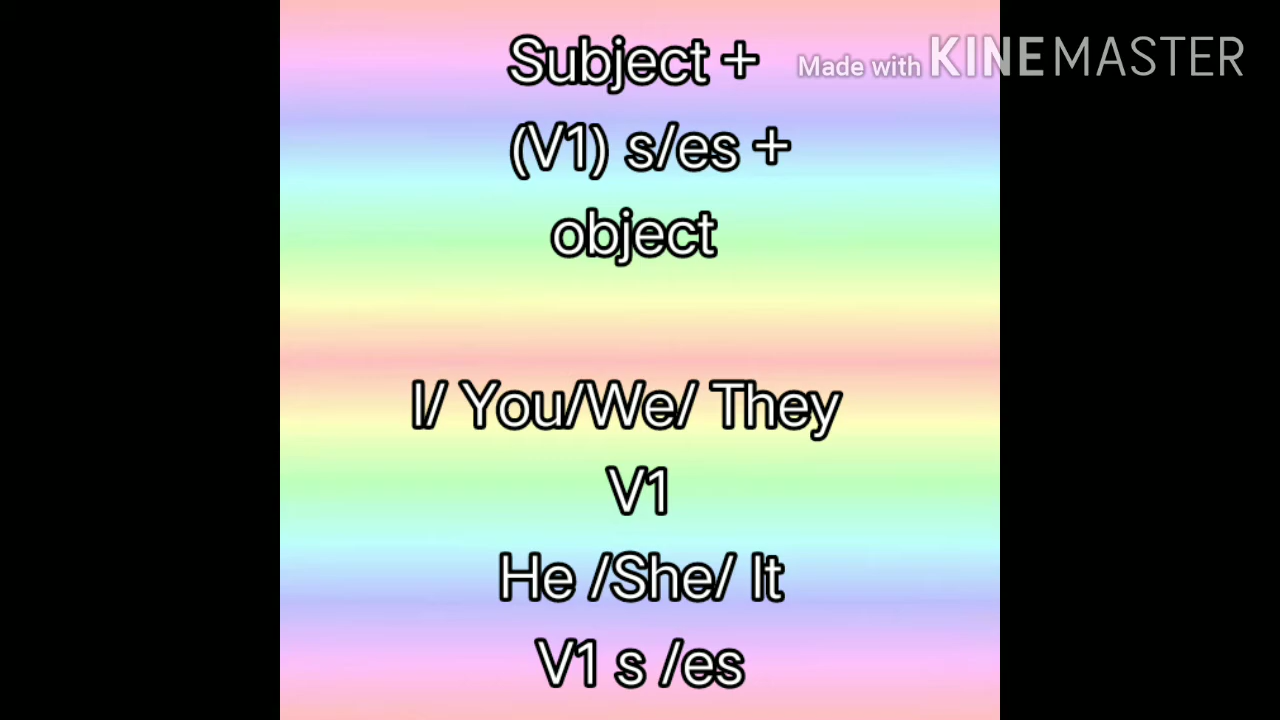 Subject +
Made with KINEMASTER
(V1) s/es +
object
I/ You/We/ They
V1
He /She/ It
V1 s /es